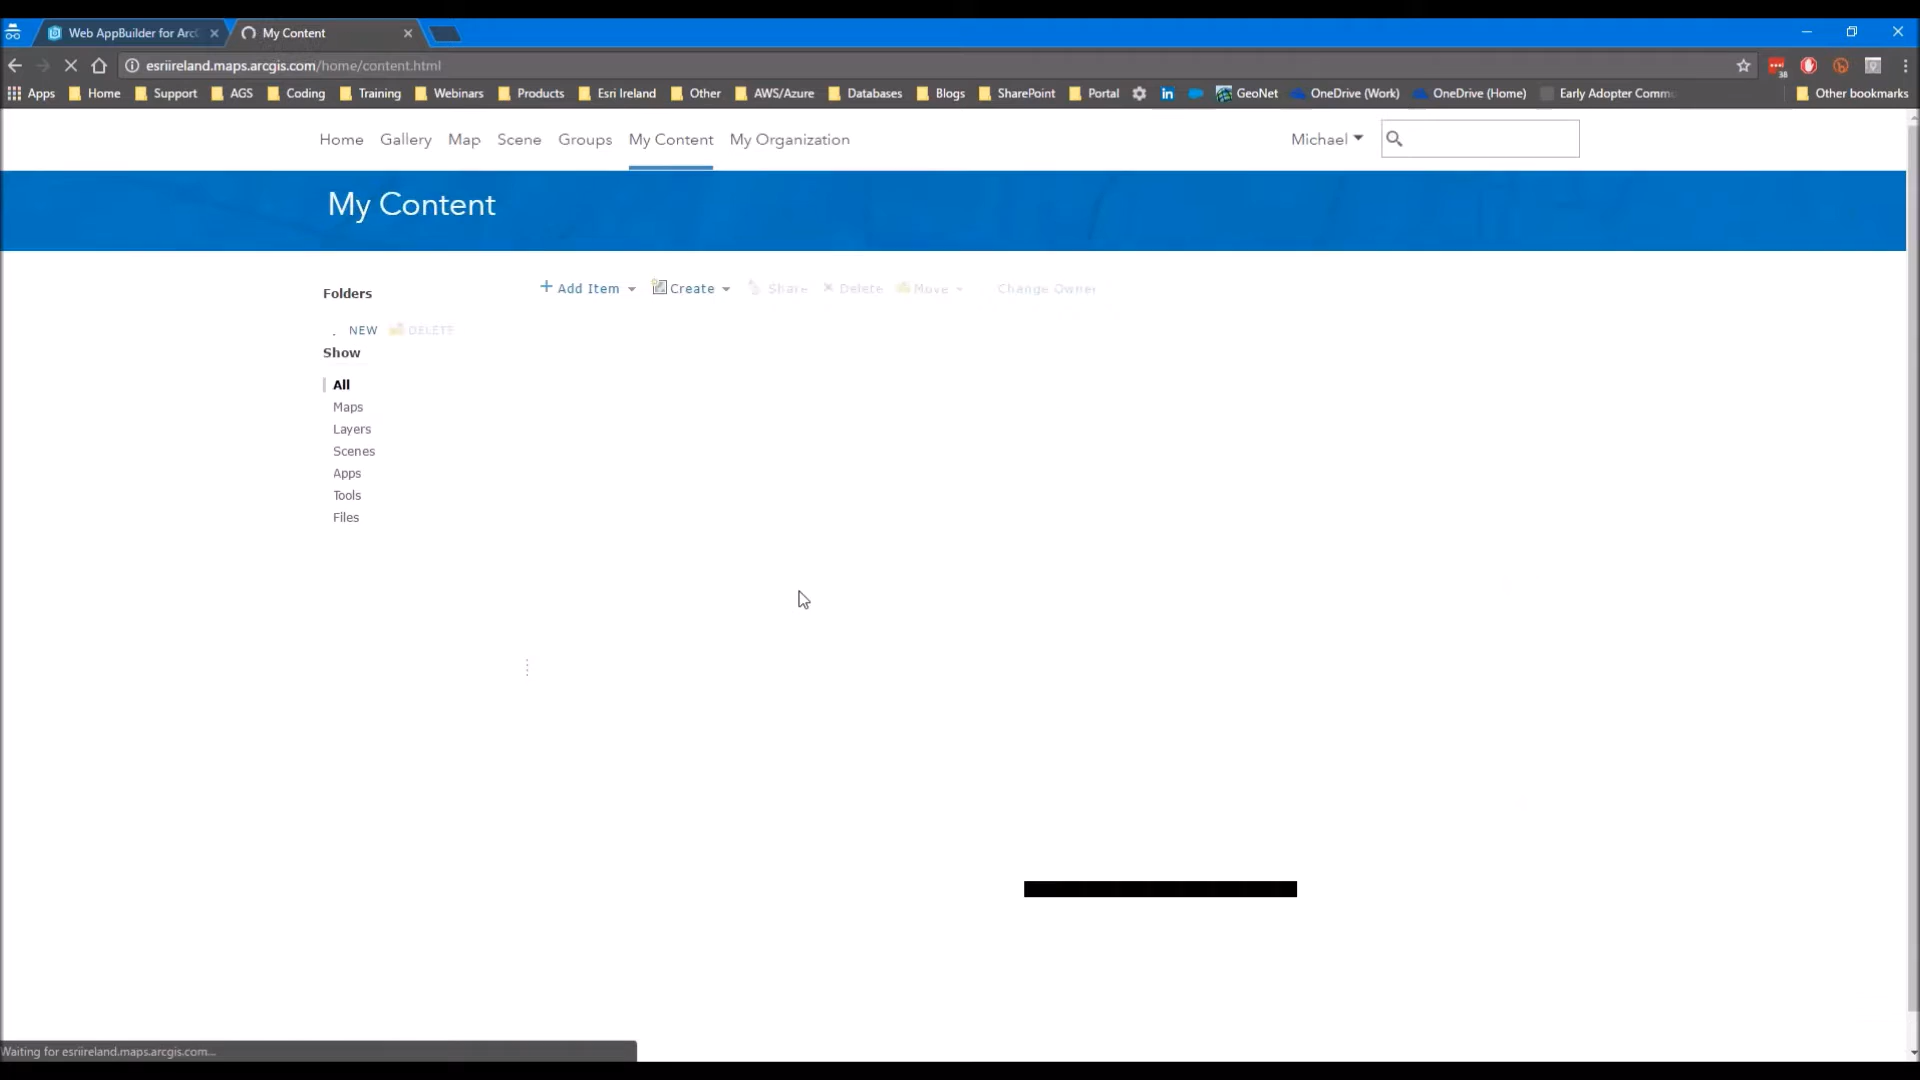 Web AppBuilder for Arc
My Content
esriireland.maps.arcgis.com/home/content.html
38
Apps Home Support AGS Coding Training Webinars Products Esri Ireland Other AWS/Azure Databases Blogs SharePoint Portal GeoNet OneDrive (Work) OneDrive (Home) Early Adopter Comm Other bookmarks
Home Gallery Map Scene Groups My Content My Organization Michael
My Content
Folders
Add Item Create Share Delete Move Change Owner
NEW DELETE
Show
All
Maps
Layers
Scenes
Apps
Tools
Files
Waiting for esriireland.maps.arcgis.com...